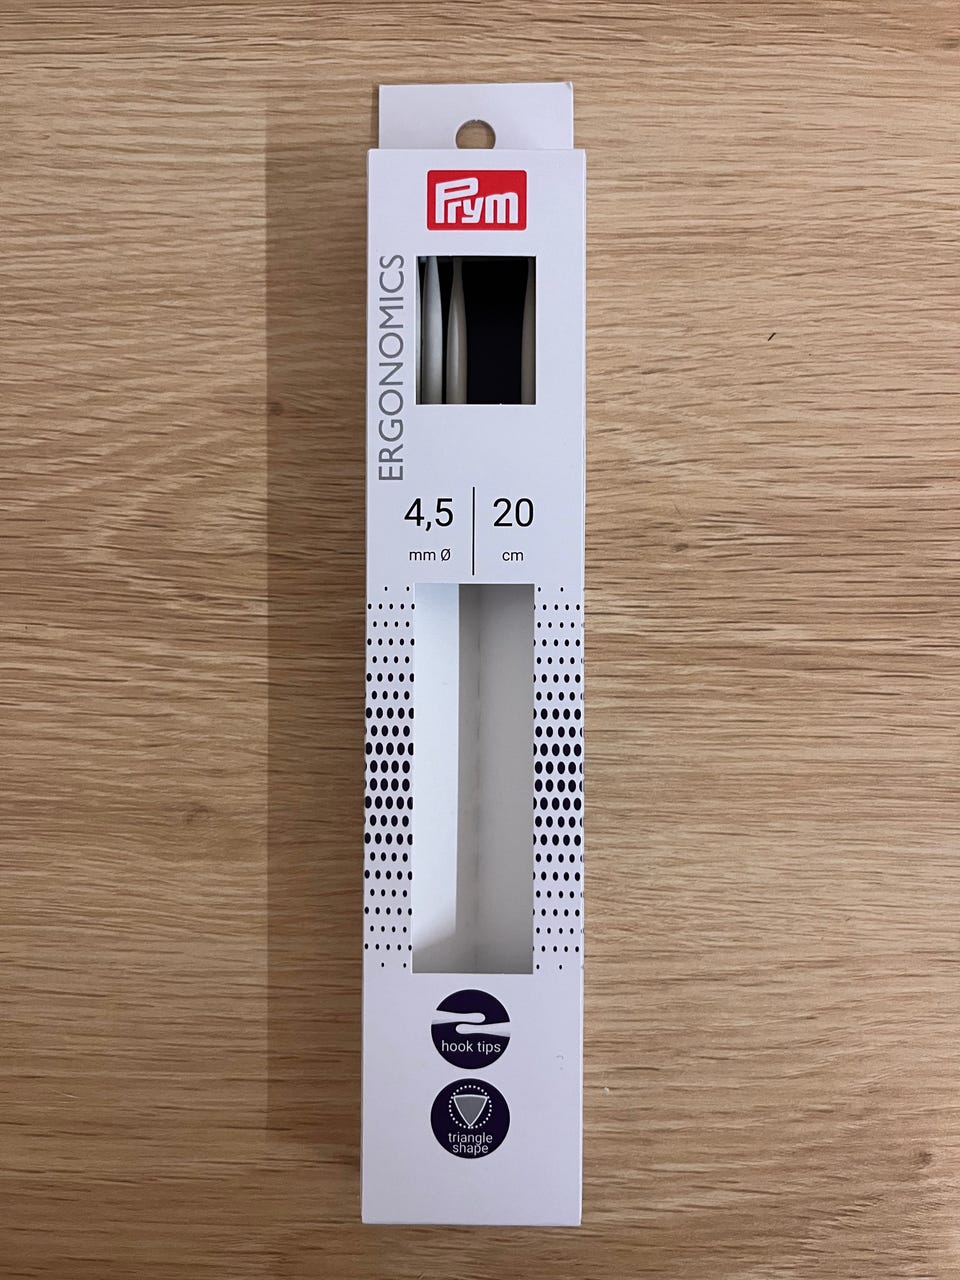 Prym
ERGONOMICS
4,5
mm Ø
20
cm
hook tips
triangle
shape